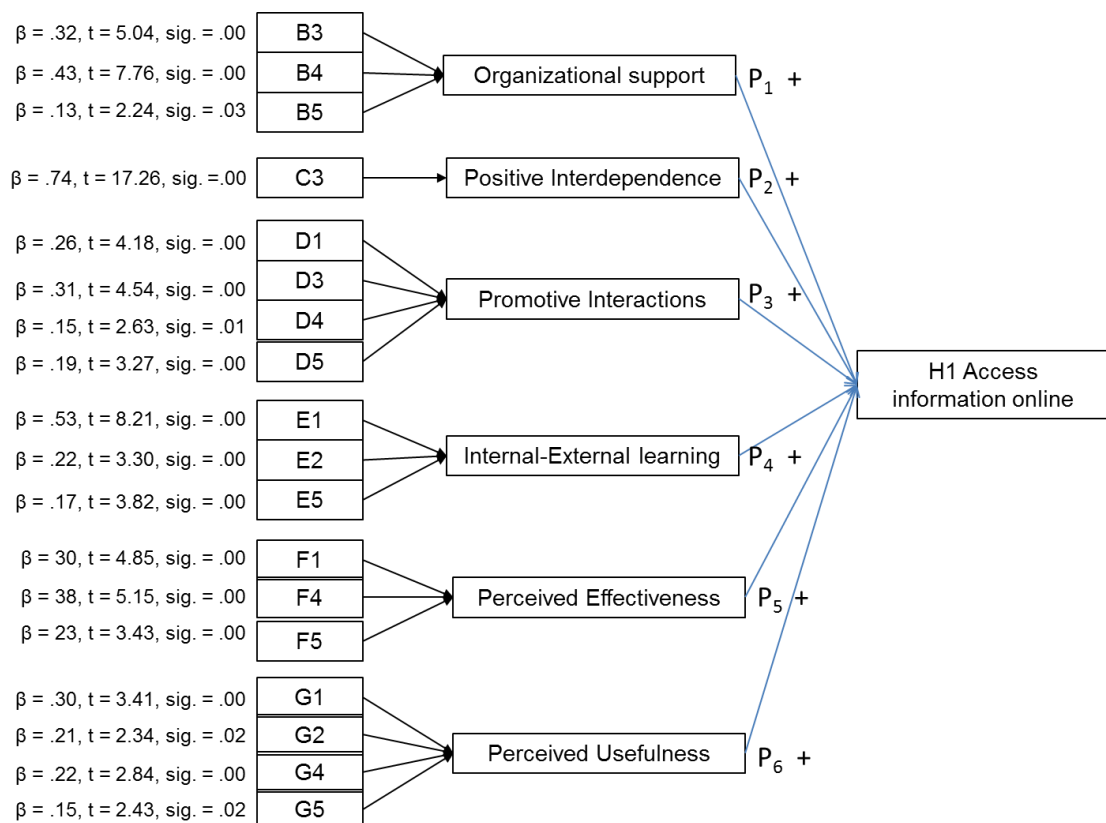 β = .32, t = 5.04, sig. = .00 B3
β = .43, t = 7.76, sig. = .00 B4
β = .13, t = 2.24, sig. = .03 B5
Organizational support P₁ +
β = .74, t = 17.26, sig. =.00 C3 Positive Interdependence P₂ +
β = .26, t = 4.18, sig. = .00 D1
β = .31, t = 4.54, sig. = .00 D3
β = .15, t = 2.63, sig. = .01 D4
β = .19, t = 3.27, sig. = .00 D5
Promotive Interactions P₃ +
β = .53, t = 8.21, sig. = .00 E1
β = .22, t = 3.30, sig. = .00 E2
β = .17, t = 3.82, sig. = .00 E5
Internal-External learning P₄ +
β = 30, t = 4.85, sig. = .00 F1
β = 38, t = 5.15, sig. = .00 F4
β = 23, t = 3.43, sig. = .00 F5
Perceived Effectiveness P₅ +
β = .30, t = 3.41, sig. = .00 G1
β = .21, t = 2.34, sig. = .02 G2
β = .22, t = 2.84, sig. = .00 G4
β = .15, t = 2.43, sig. = .02 G5
Perceived Usefulness P₆ +
H1 Access
information online